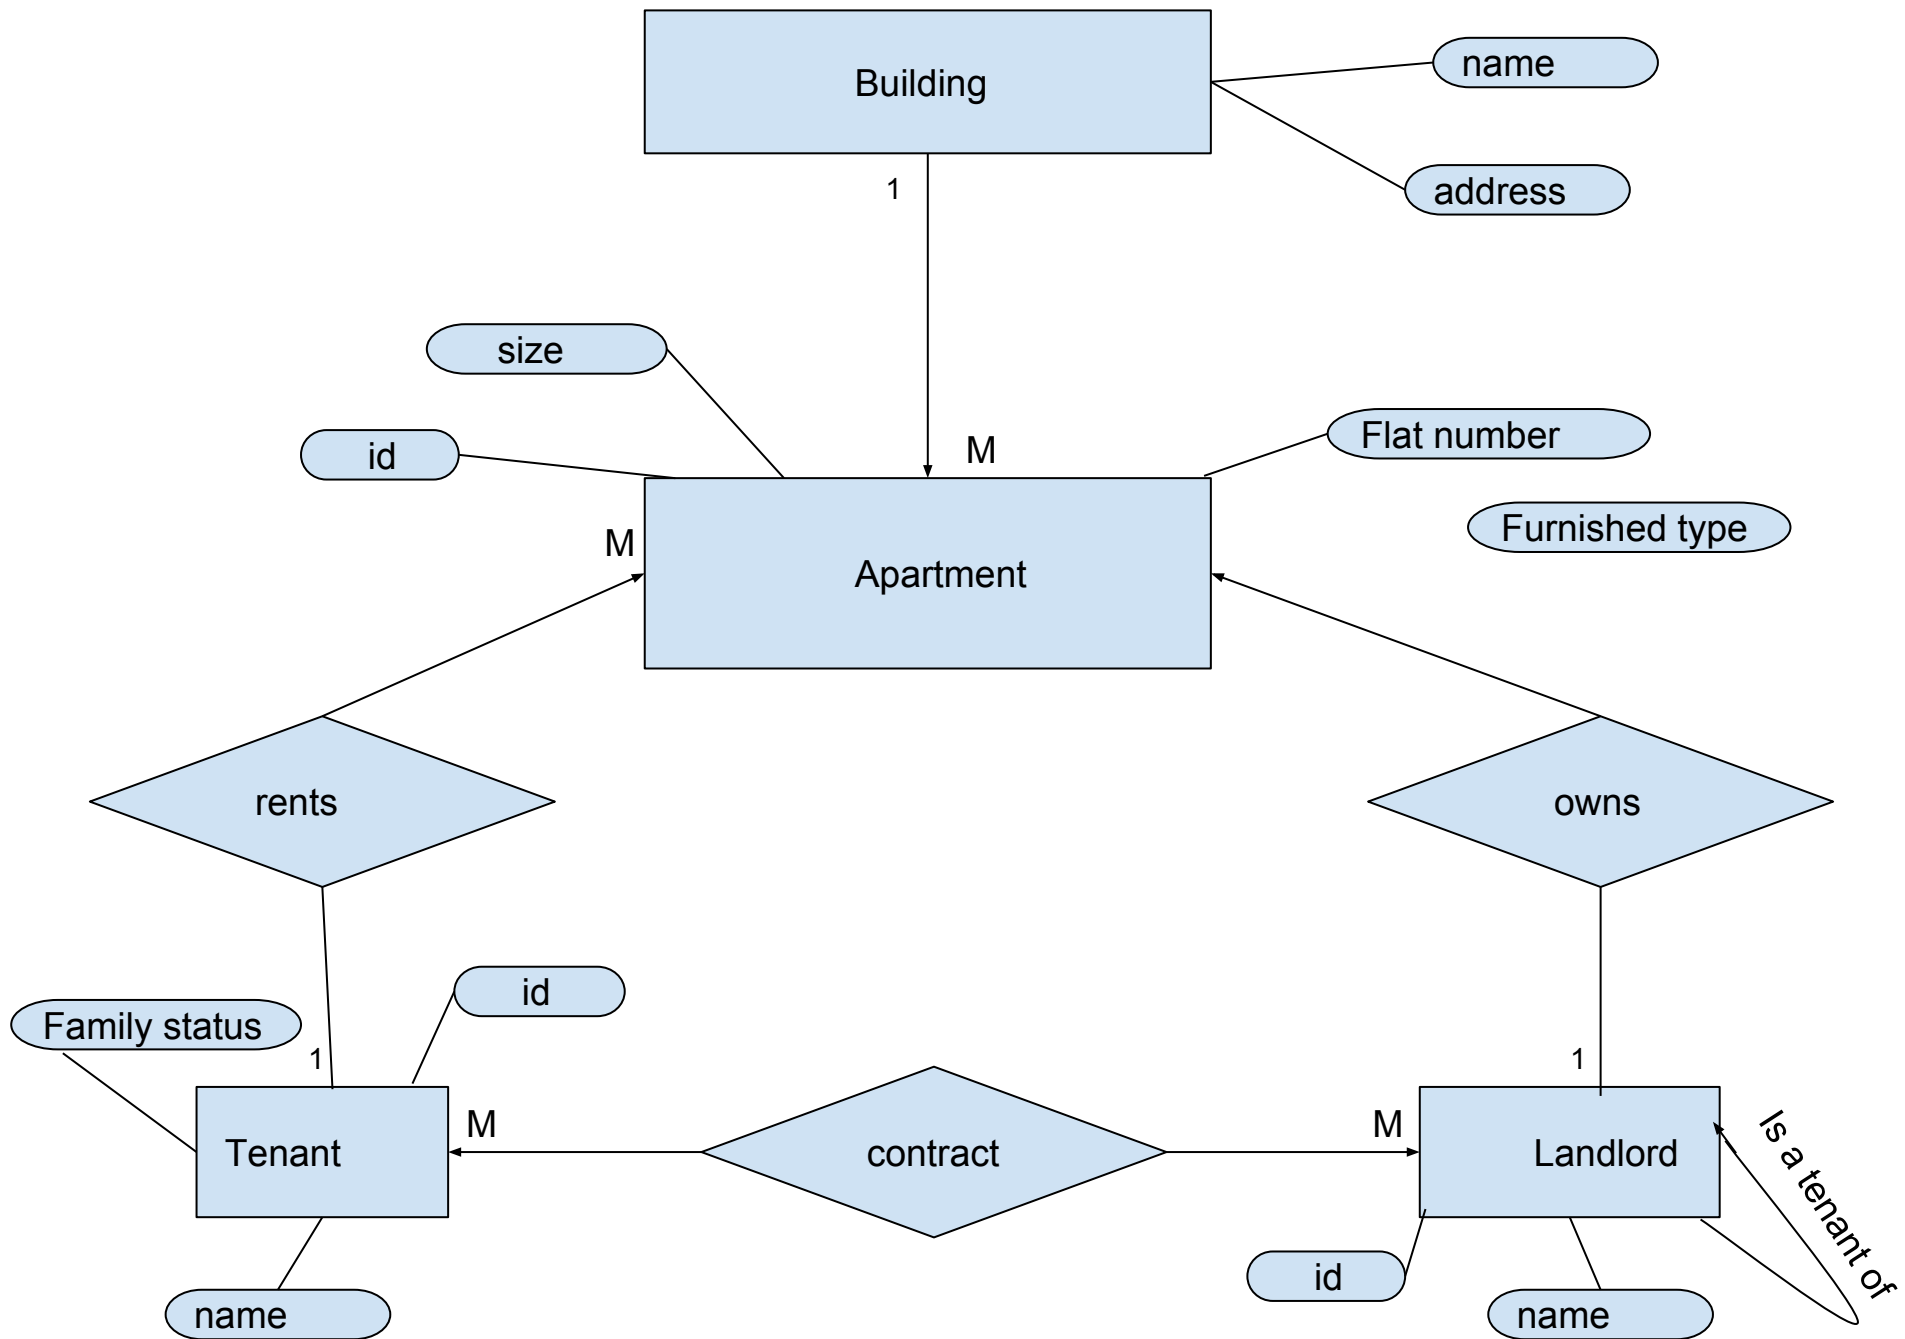 Building
name
address
1
size
id
M
Flat number
Furnished type
M
Apartment
rents
owns
id
Family status
1
1
M
M
Tenant
contract
Landlord
Is a tenant of
id
name
name